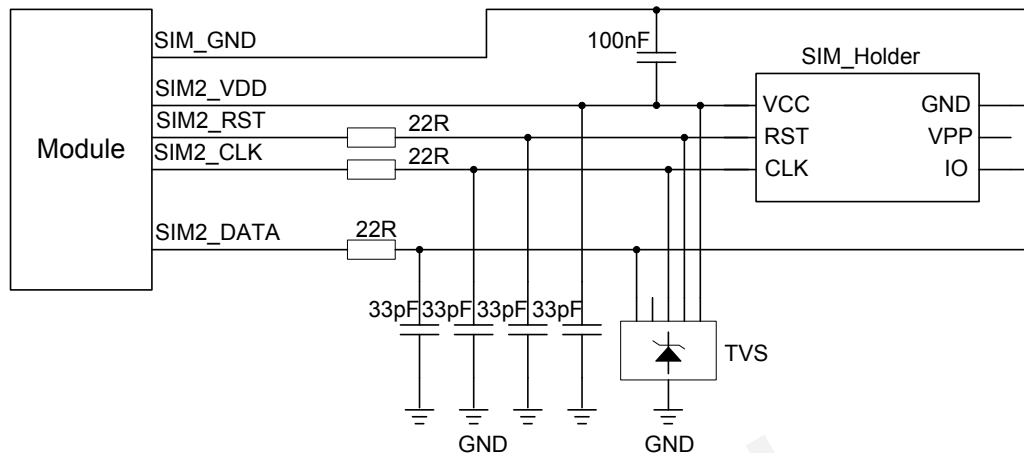 SIM_GND
100nF
SIM_Holder
SIM2_VDD
VCC
GND
SIM2_RST
22R
RST
VPP
Module
SIM2_CLK
22R
CLK
IO
SIM2_DATA
22R
33pF 33pF 33pF 33pF
TVS
GND
GND